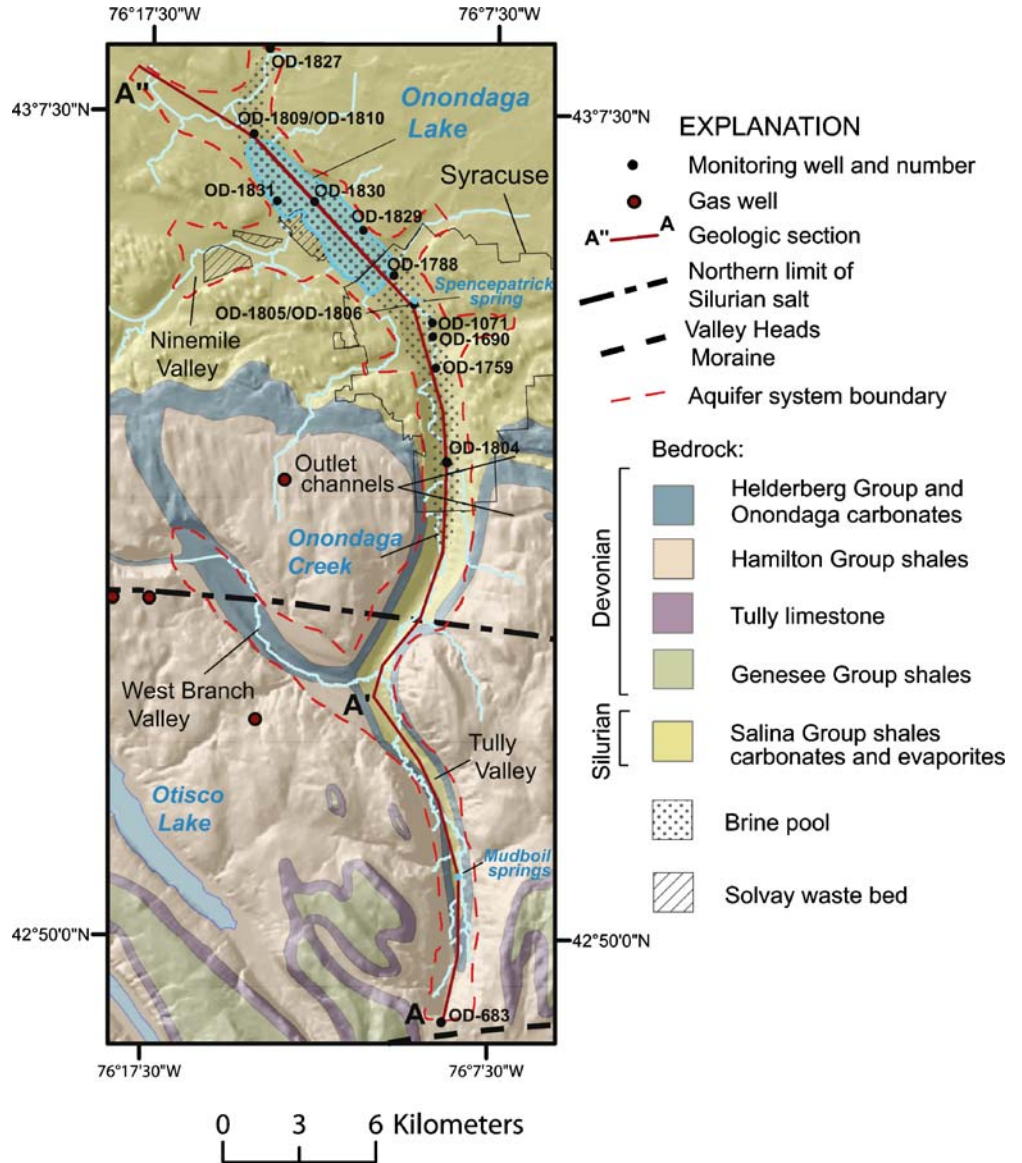 76°17'30"W
76°7'30"W
43°7'30"N
43°7'30"N
A"
OD-1827
Onondaga
Lake
OD-1809/OD-1810
OD-1831
OD-1830
OD-1829
Syracuse
OD-1788
Spencepatrick
spring
OD-1805/OD-1806
OD-1071
OD-1690
OD-1759
Ninemile
Valley
OD-1804
Outlet
channels
Onondaga
Creek
West Branch
Valley
A'
Tully
Valley
Otisco
Lake
Mudboil
springs
42°50'0"N
42°50'0"N
A
OD-683
76°17'30"W
76°7'30"W
0 3 6 Kilometers
EXPLANATION
Monitoring well and number
Gas well
A" A
Geologic section
Northern limit of
Silurian salt
Valley Heads
Moraine
Aquifer system boundary
Bedrock:
Devonian
Helderberg Group and
Onondaga carbonates
Hamilton Group shales
Tully limestone
Genesee Group shales
Silurian
Salina Group shales
carbonates and evaporites
Brine pool
Solvay waste bed